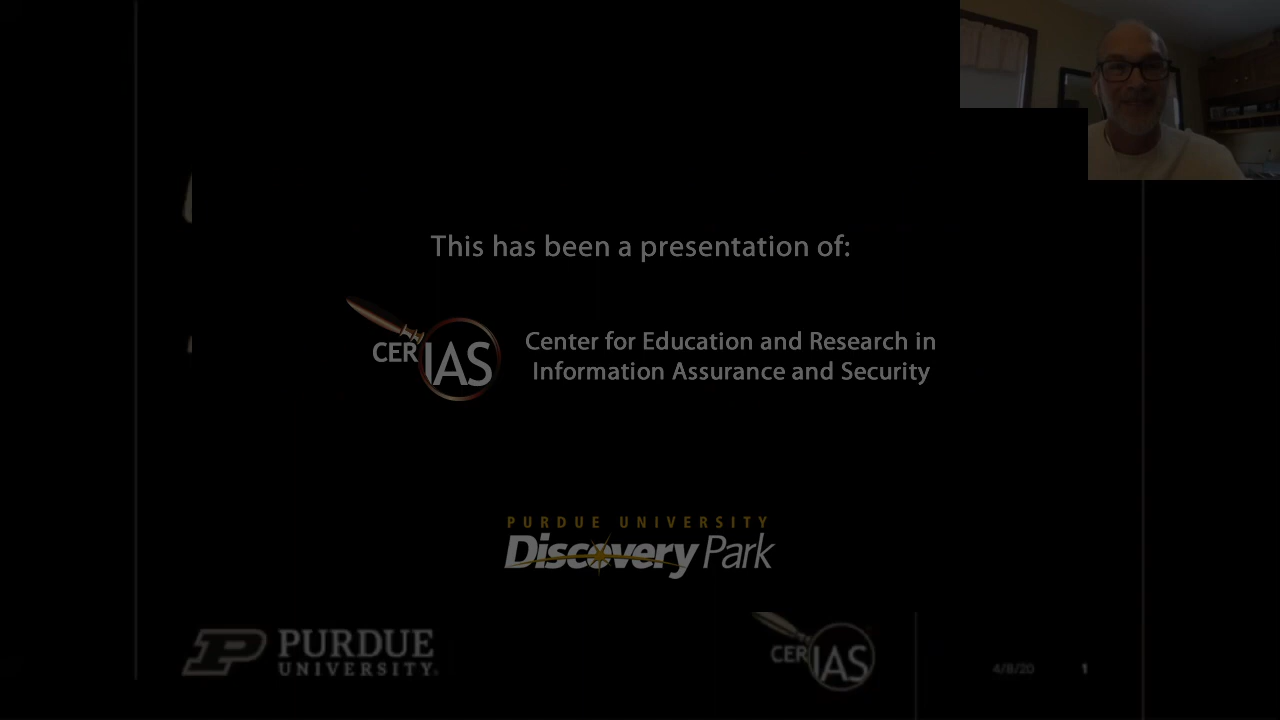 This has been a presentation of:
CERIAS
Center for Education and Research in
Information Assurance and Security
PURDUE UNIVERSITY
Discovery Park
P PURDUE
UNIVERSITY®
CERIAS
4/8/20 1